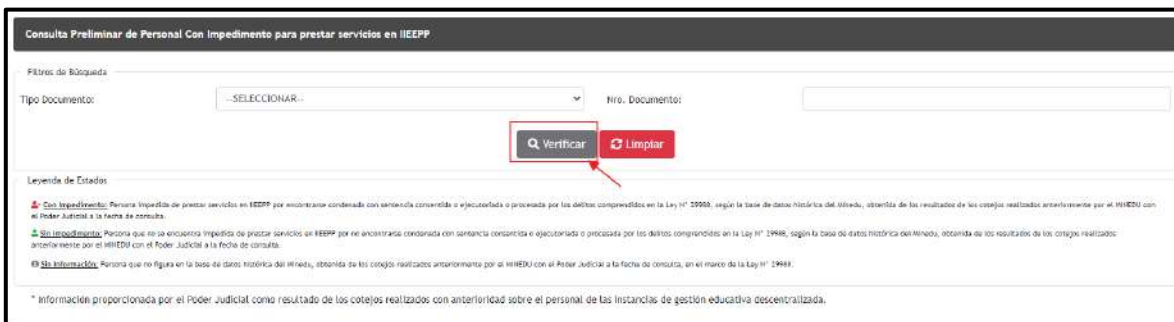 Consulta Preliminar de Personal Con Impedimento para prestar servicios en IIEEPP
Filtros de Búsqueda
Tipo Documento:
--SELECCIONAR--
Nro. Documento:
Verificar
Limpiar
Leyenda de Estados
Con Impedimento: Persona impedida de prestar servicios en IIEEPP por encontrarse condenada con sentencia consentida o ejecutoriada o procesada por los delitos comprendidos en la Ley N° 29988, según la base de datos histórica del Minedu, obtenida de los resultados de los cotejos realizados anteriormente por el MINEDU con
el Poder Judicial a la fecha de consulta.
Sin Impedimento: Persona que no se encuentra impedida de prestar servicios en IIEEPP por no encontrarse condenada con sentencia consentida o ejecutoriada o procesada por los delitos comprendidos en la Ley N° 29988, según la base de datos histórica del Minedu, obtenida de los resultados de los cotejos realizados
anteriormente por el MINEDU con el Poder Judicial a la fecha de consulta.
Sin Información: Persona que no figura en la base de datos histórica del Minedu, obtenida de los cotejos realizados anteriormente por el MINEDU con el Poder Judicial a la fecha de consulta, en el marco de la Ley N° 29988.
* Información proporcionada por el Poder Judicial como resultado de los cotejos realizados con anterioridad sobre el personal de las instancias de gestión educativa descentralizada.